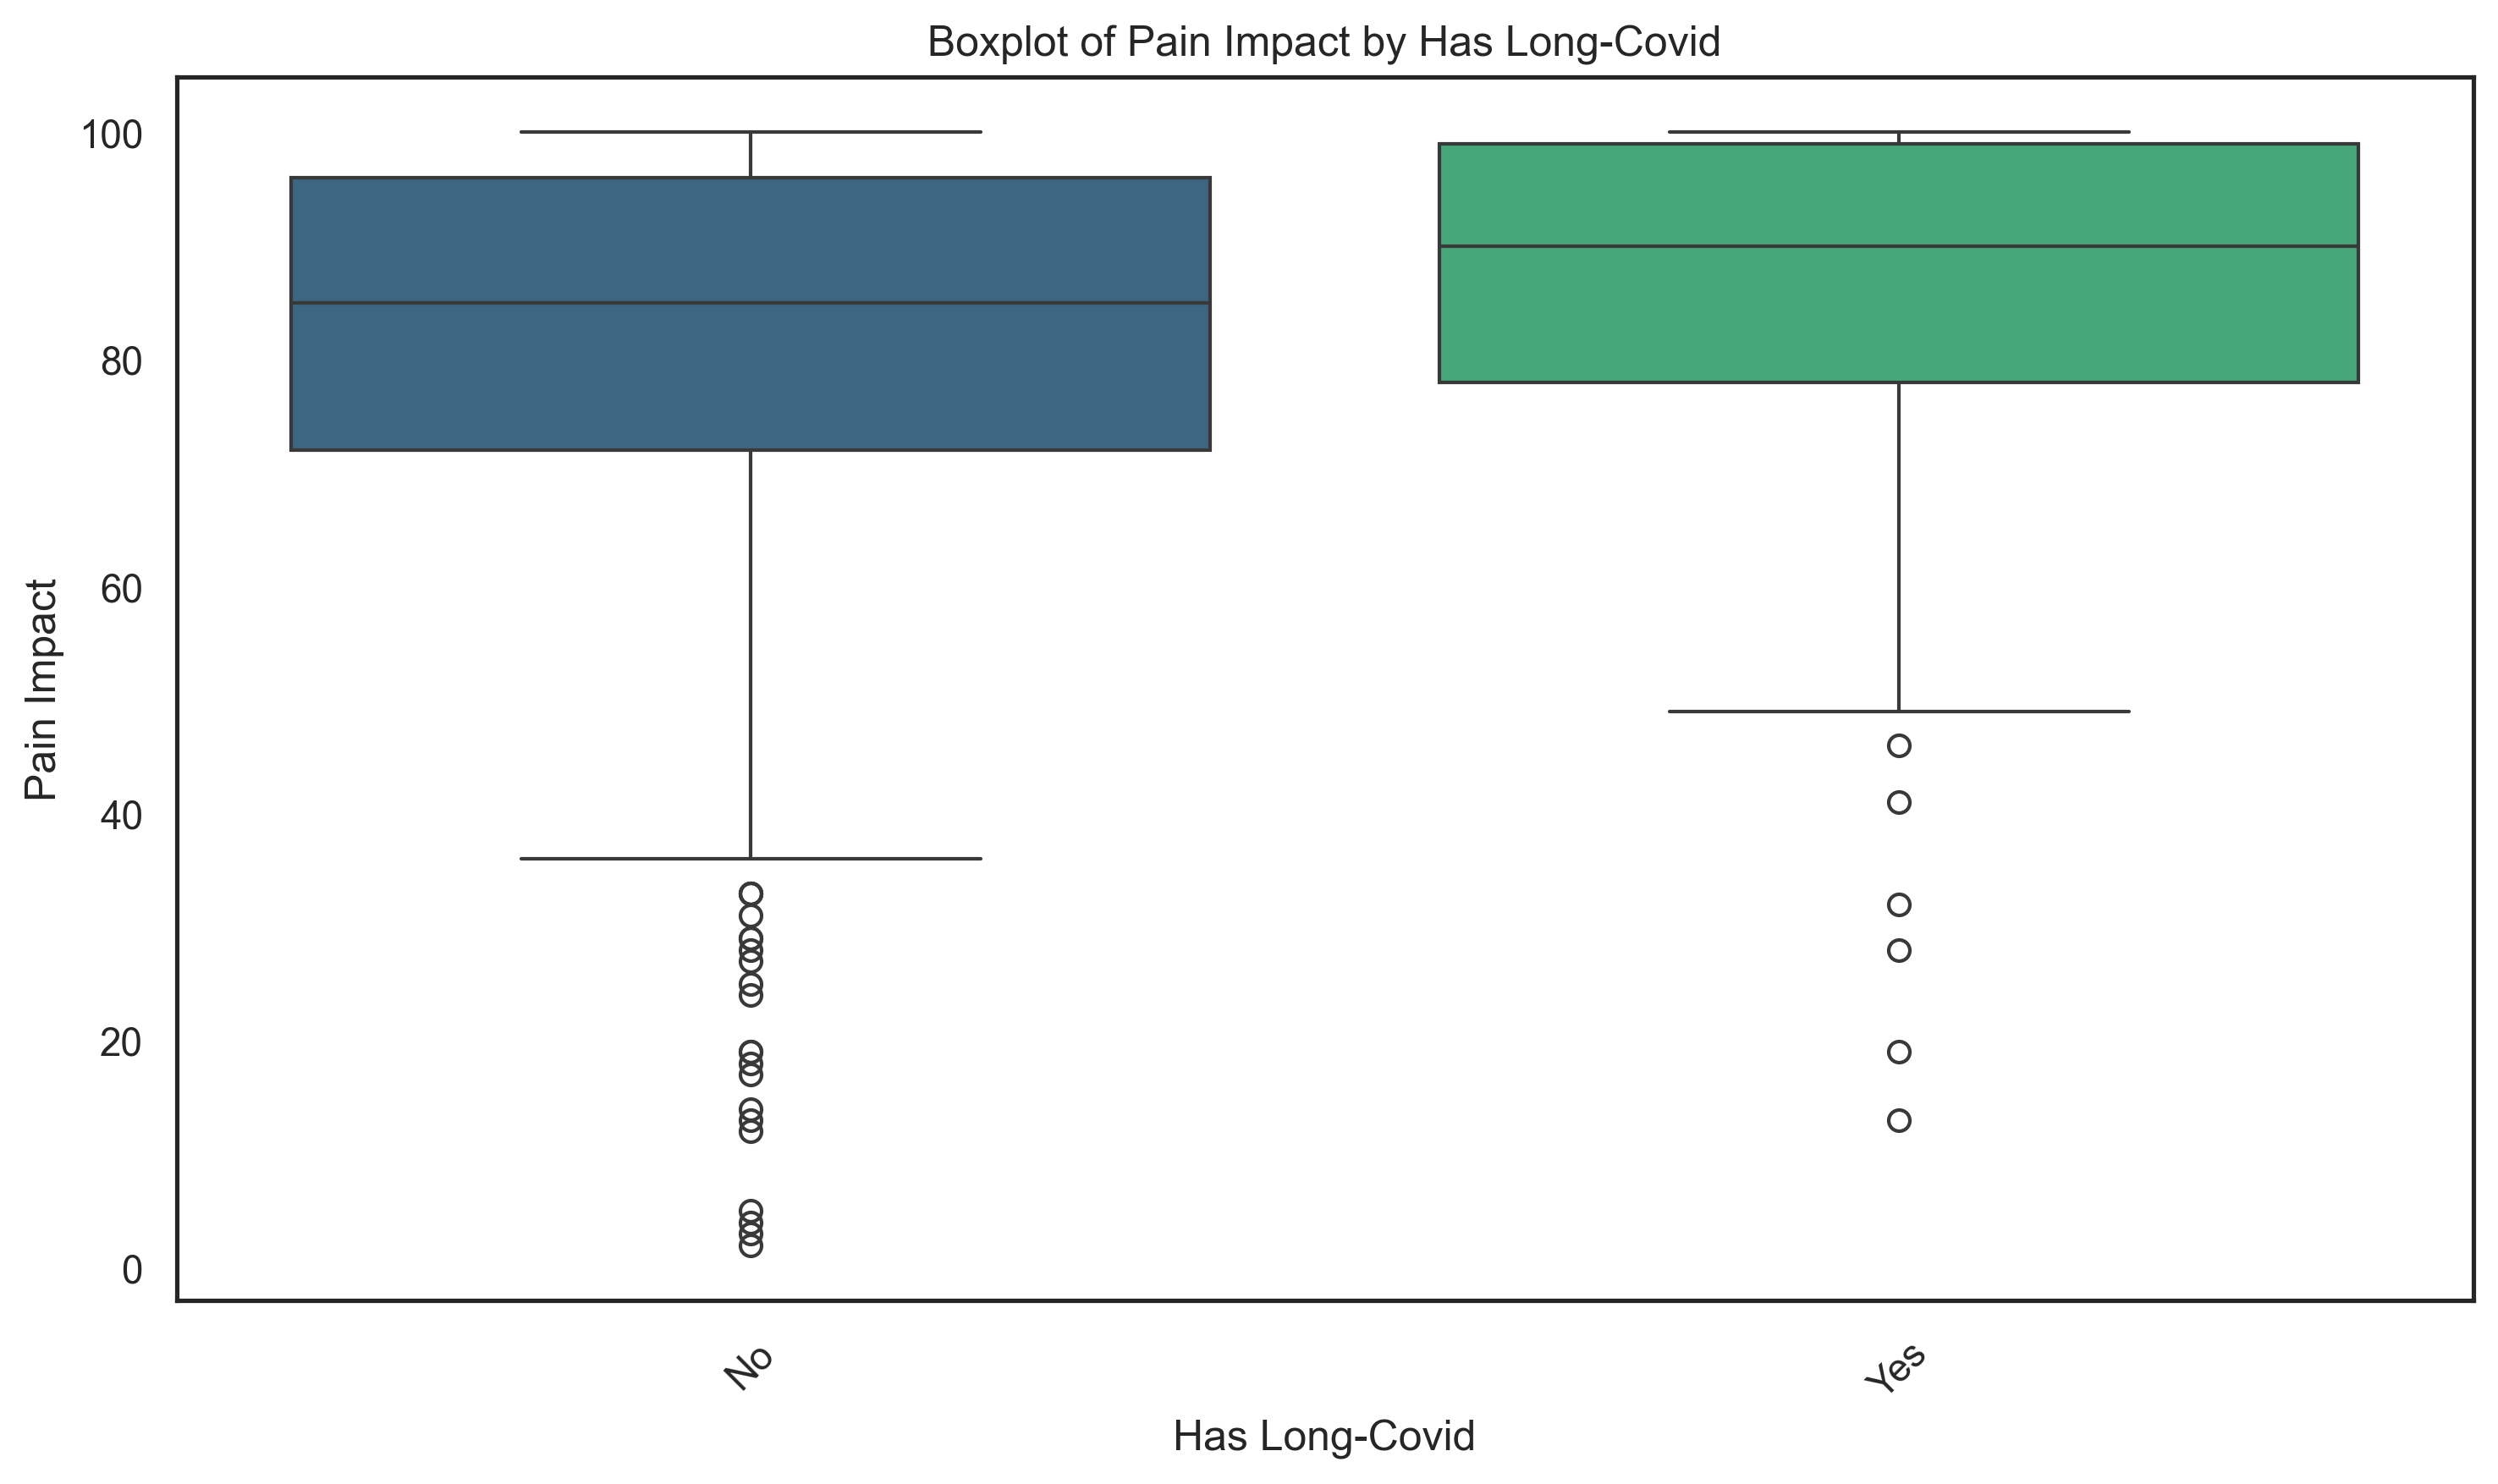 Boxplot of Pain Impact by Has Long-Covid
Pain Impact
100
80
60
40
20
0
No
Yes
Has Long-Covid